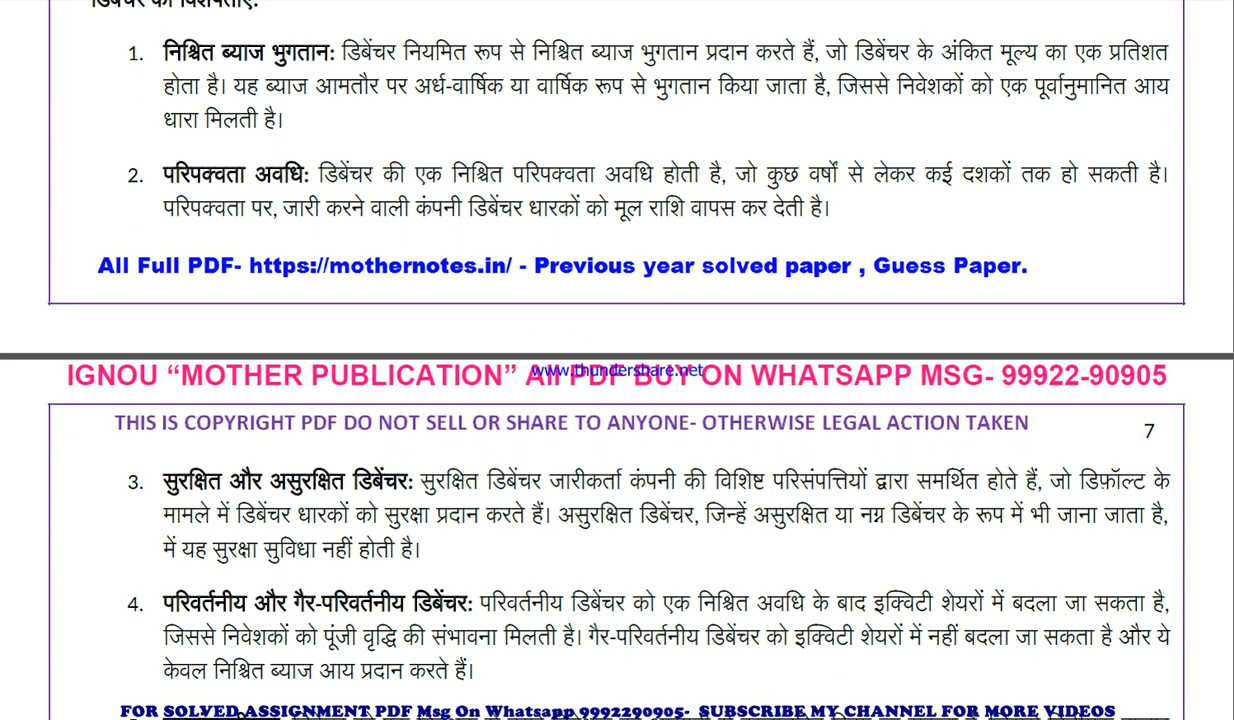 डिबेंचर की विशेषताएं:
1. निश्चित ब्याज भुगतान: डिबेंचर नियमित रूप से निश्चित ब्याज भुगतान प्रदान करते हैं, जो डिबेंचर के अंकित मूल्य का एक प्रतिशत
होता है। यह ब्याज आमतौर पर अर्ध-वार्षिक या वार्षिक रूप से भुगतान किया जाता है, जिससे निवेशकों को एक पूर्वानुमानित आय
धारा मिलती है।
2. परिपक्वता अवधि: डिबेंचर की एक निश्चित परिपक्वता अवधि होती है, जो कुछ वर्षों से लेकर कई दशकों तक हो सकती है।
परिपक्वता पर, जारी करने वाली कंपनी डिबेंचर धारकों को मूल राशि वापस कर देती है।
All Full PDF- https://mothernotes.in/ - Previous year solved paper , Guess Paper.
IGNOU “MOTHER PUBLICATION” All PDF BUY ON WHATSAPP MSG- 99922-90905
www.thundershare.net
THIS IS COPYRIGHT PDF DO NOT SELL OR SHARE TO ANYONE- OTHERWISE LEGAL ACTION TAKEN
7
3. सुरक्षित और असुरक्षित डिबेंचर: सुरक्षित डिबेंचर जारीकर्ता कंपनी की विशिष्ट परिसंपत्तियों द्वारा समर्थित होते हैं, जो डिफ़ॉल्ट के
मामले में डिबेंचर धारकों को सुरक्षा प्रदान करते हैं। असुरक्षित डिबेंचर, जिन्हें असुरक्षित या नग्न डिबेंचर के रूप में भी जाना जाता है,
में यह सुरक्षा सुविधा नहीं होती है।
4. परिवर्तनीय और गैर-परिवर्तनीय डिबेंचर: परिवर्तनीय डिबेंचर को एक निश्चित अवधि के बाद इक्विटी शेयरों में बदला जा सकता है,
जिससे निवेशकों को पूंजी वृद्धि की संभावना मिलती है। गैर-परिवर्तनीय डिबेंचर को इक्विटी शेयरों में नहीं बदला जा सकता है और ये
केवल निश्चित ब्याज आय प्रदान करते हैं।
FOR SOLVED ASSIGNMENT PDF Msg On Whatsapp 9992290905- SUBSCRIBE MY CHANNEL FOR MORE VIDEOS